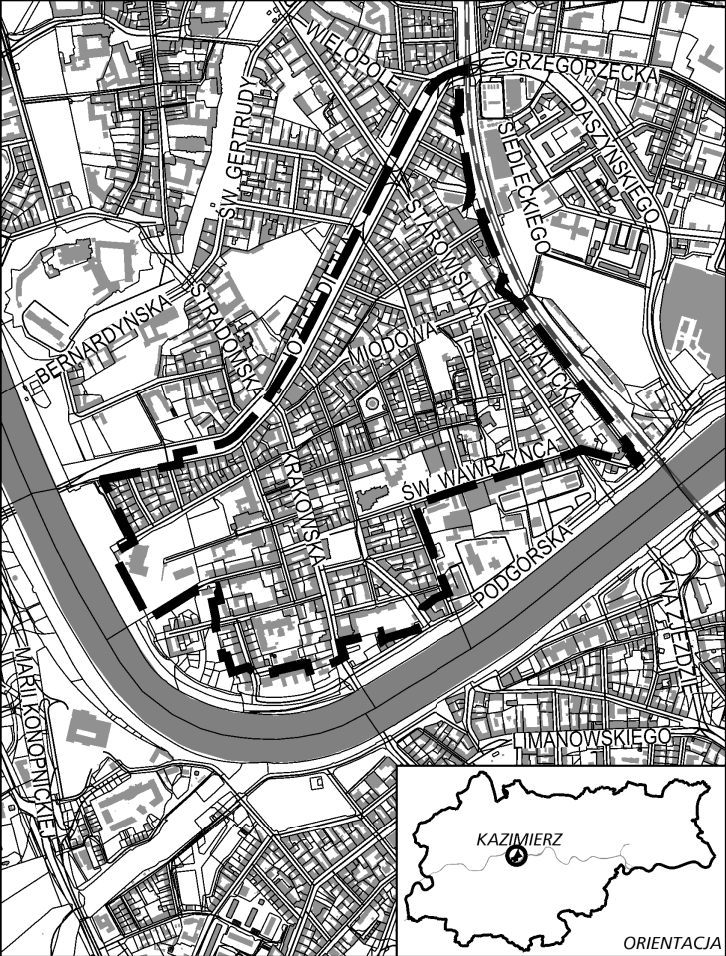 WIELOPOLE
GRZEGÓRZECKA
DASZYŃSKIEGO
ŚW. GERTRUDY
SIEDLECKIEGO
STAROWIŚLNA
BERNARDYŃSKA
STRADOMSKA
DIETLA
MIODOWA
HALICKA
KRAKOWSKA
ŚW. WAWRZYŃCA
PODGÓRSKA
NA ZJEŹDZIE
MARII KONOPNICKIEJ
LIMANOWSKIEGO
KAZIMIERZ
ORIENTACJA